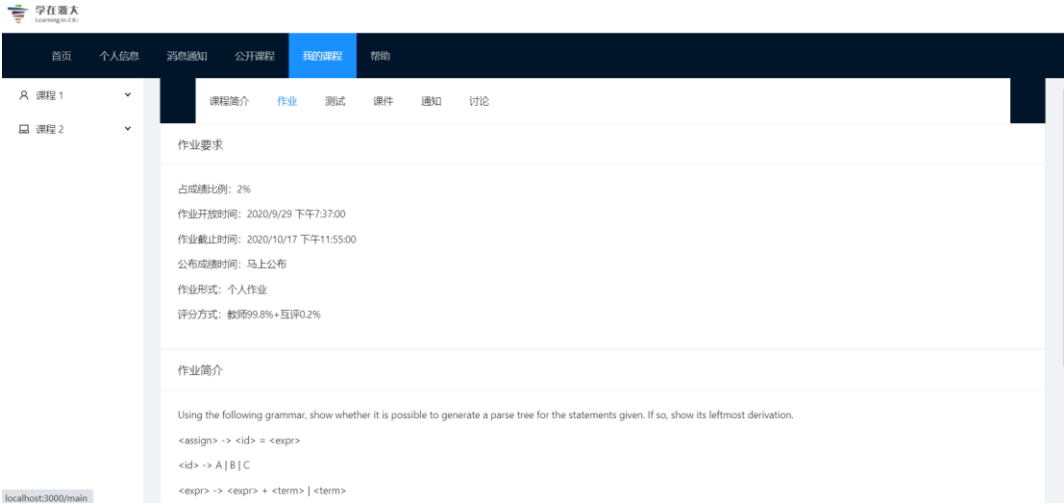 学在浙大
Learning in ZJU
首页 个人信息 消息通知 公开课程 我的课程 帮助
课程 1
课程 2
课程简介 作业 测试 课件 通知 讨论
作业要求
占成绩比例：2%
作业开放时间：2020/9/29 下午7:37:00
作业截止时间：2020/10/17 下午11:55:00
公布成绩时间：马上公布
作业形式：个人作业
评分方式：教师99.8%+互评0.2%
作业简介
Using the following grammar, show whether it is possible to generate a parse tree for the statements given. If so, show its leftmost derivation.
<assign> -> <id> = <expr>
<id> -> A | B | C
<expr> -> <expr> + <term> | <term>
localhost:3000/main